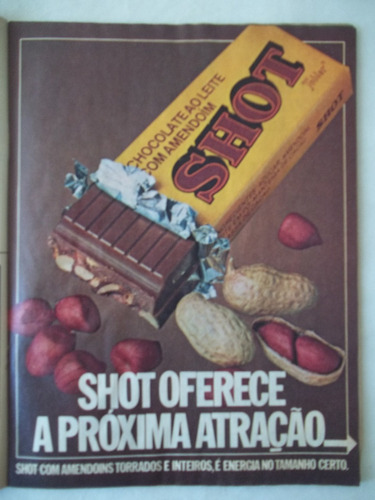 CHOCOLATE AO LEITE
COM AMENDOIM
SHOT
SHOT
SHOT OFERECE
A PRÓXIMA ATRAÇÃO
SHOT COM AMENDOINS TORRADOS E INTEIROS, É ENERGIA NO TAMANHO CERTO.